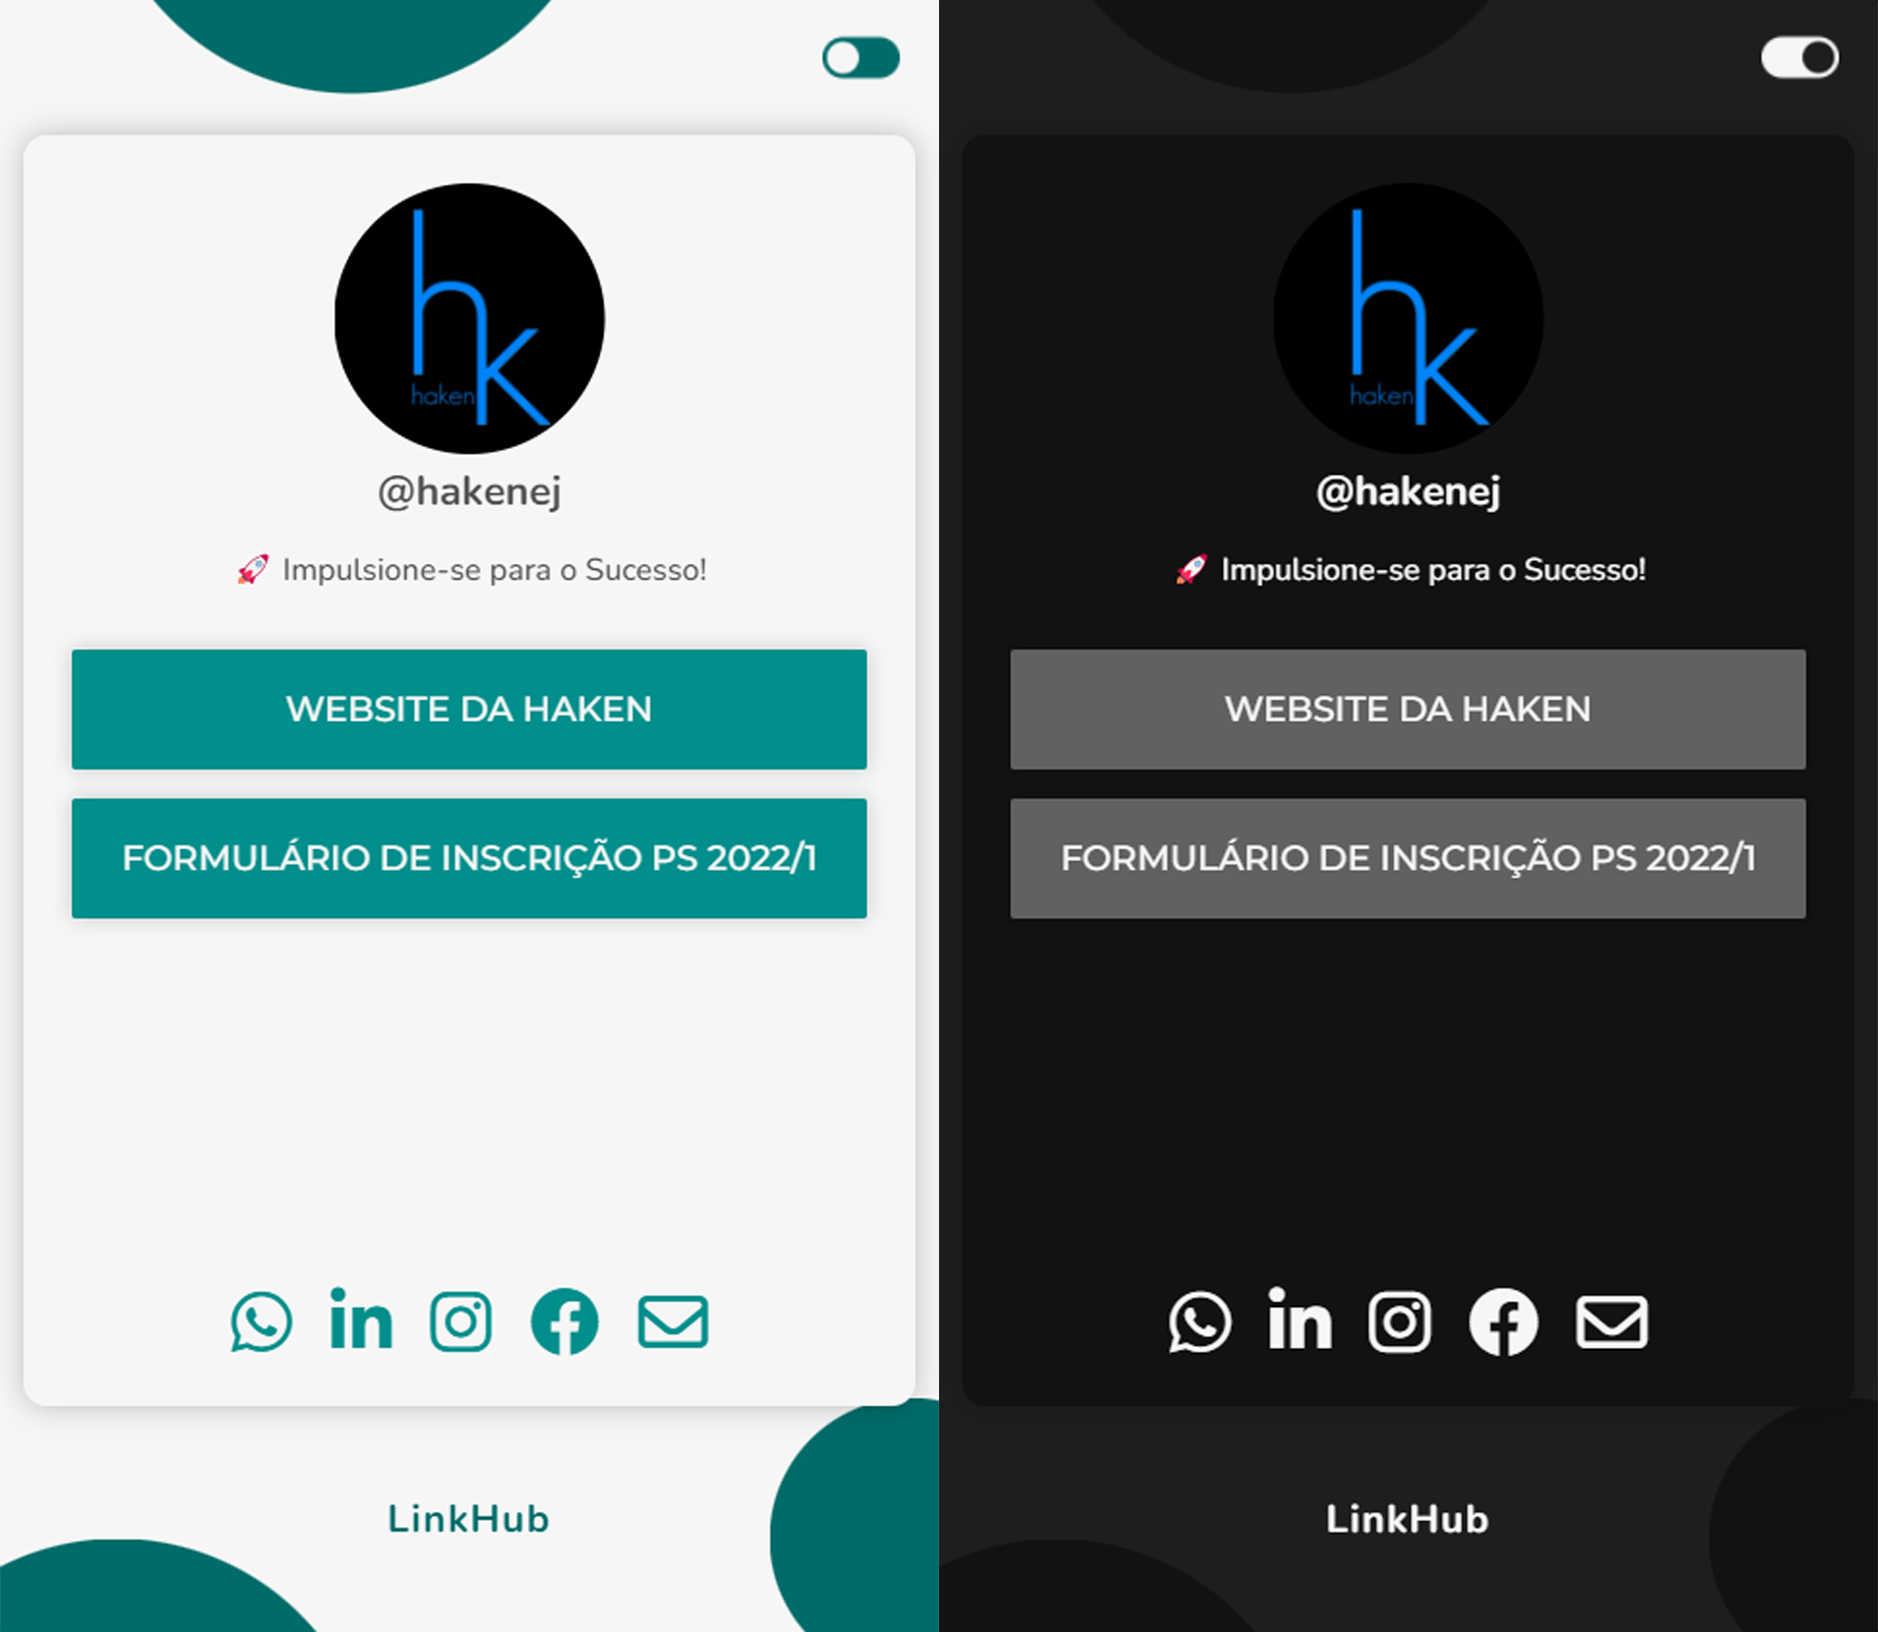 hk
haken
@hakenej
🚀 Impulsione-se para o Sucesso!
WEBSITE DA HAKEN
FORMULÁRIO DE INSCRIÇÃO PS 2022/1
in
LinkHub
hk
haken
@hakenej
🚀 Impulsione-se para o Sucesso!
WEBSITE DA HAKEN
FORMULÁRIO DE INSCRIÇÃO PS 2022/1
in
LinkHub